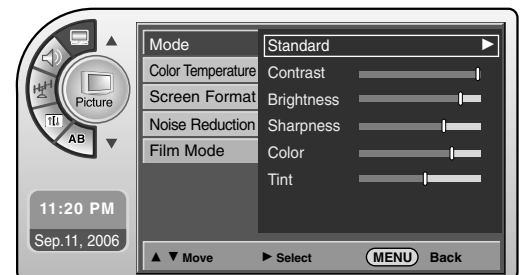 Picture
AB
11:20 PM
Sep.11, 2006
Mode
Color Temperature
Screen Format
Noise Reduction
Film Mode
Standard
Contrast
Brightness
Sharpness
Color
Tint
▲ ▼ Move ► Select MENU Back